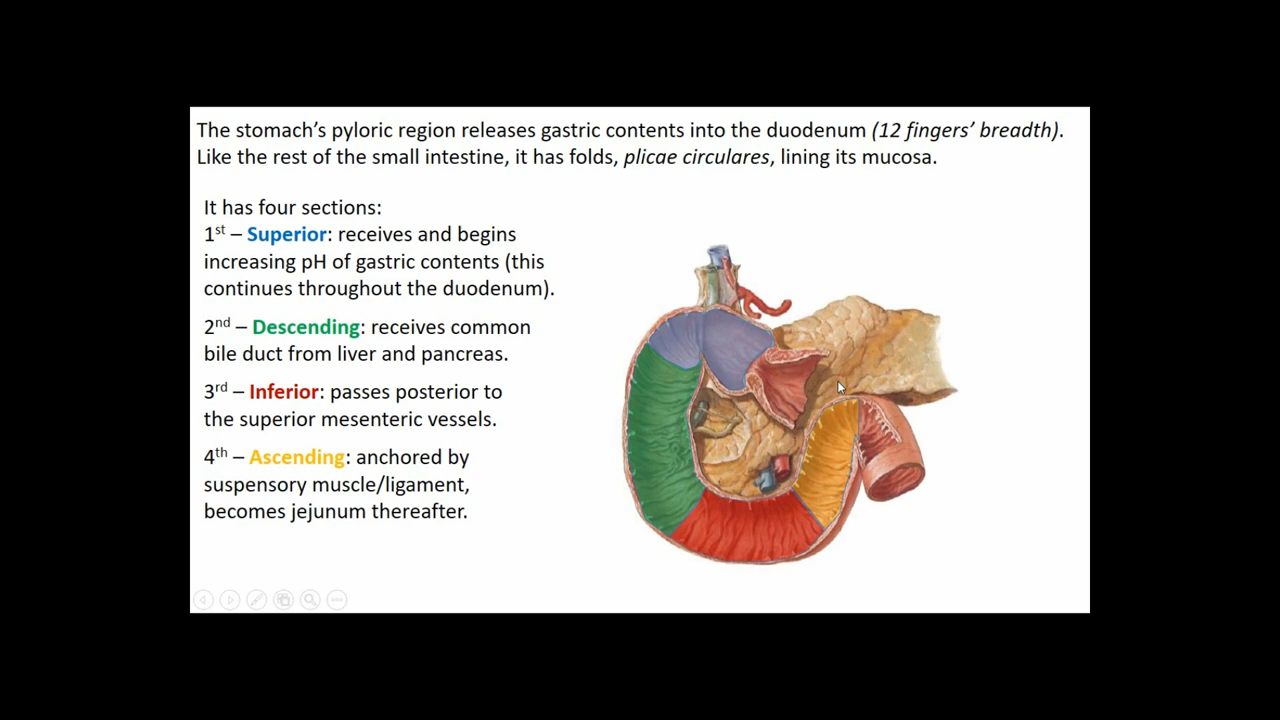 The stomach's pyloric region releases gastric contents into the duodenum (12 fingers' breadth).
Like the rest of the small intestine, it has folds, plicae circulares, lining its mucosa.
It has four sections:
1st – Superior: receives and begins
increasing pH of gastric contents (this
continues throughout the duodenum).
2nd – Descending: receives common
bile duct from liver and pancreas.
3rd – Inferior: passes posterior to
the superior mesenteric vessels.
4th – Ascending: anchored by
suspensory muscle/ligament,
becomes jejunum thereafter.